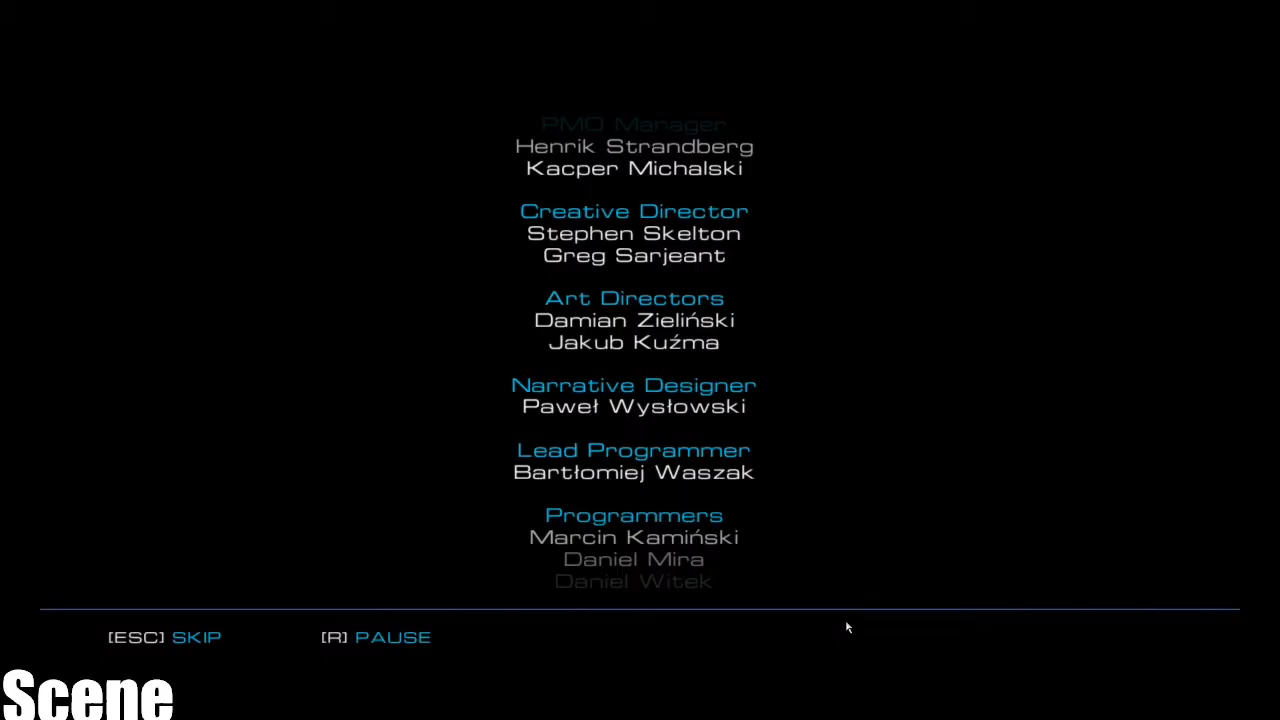 PMO Manager
Henrik Strandberg
Kacper Michalski
Creative Director
Stephen Skelton
Greg Sarjeant
Art Directors
Damian Zieliński
Jakub Kuźma
Narrative Designer
Paweł Wysłowski
Lead Programmer
Bartłomiej Waszak
Programmers
Marcin Kamiński
Daniel Mira
Daniel Witek
[ESC] SKIP
[R] PAUSE
Scene